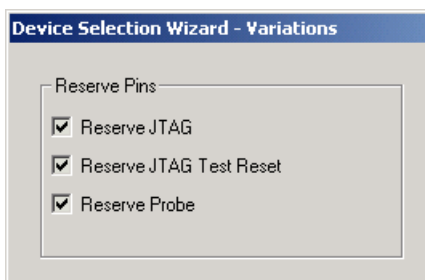 Device Selection Wizard - Variations
Reserve Pins
Reserve JTAG
Reserve JTAG Test Reset
Reserve Probe